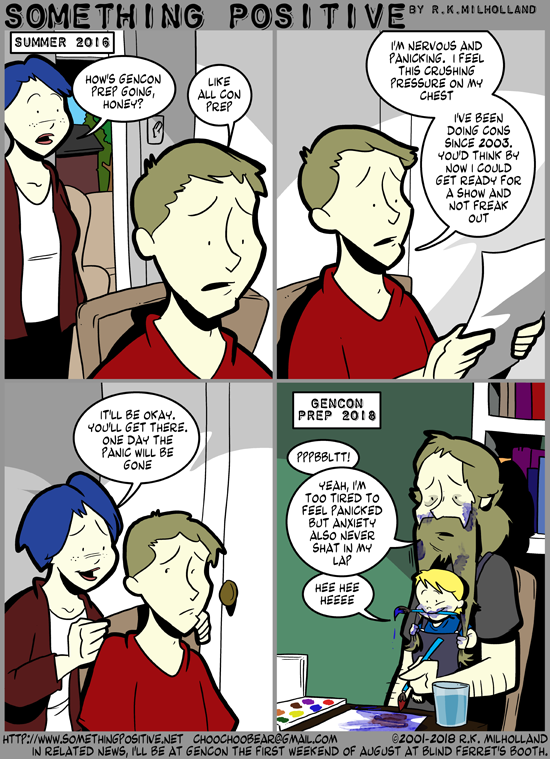 SOMETHING POSITIVE BY R.K.MILHOLLAND
SUMMER 2016
HOW'S GENCON
PREP GOING,
HONEY?
LIKE
ALL CON
PREP
I'M NERVOUS AND
PANICKING. I FEEL
THIS CRUSHING
PRESSURE ON MY
CHEST
I'VE BEEN
DOING CONS
SINCE 2003.
YOU'D THINK BY
NOW I COULD
GET READY FOR
A SHOW AND
NOT FREAK
OUT
IT'LL BE OKAY.
YOU'LL GET THERE.
ONE DAY THE
PANIC WILL BE
GONE
GENCON
PREP 2018
PPPBBLTT!
YEAH, I'M
TOO TIRED TO
FEEL PANICKED
BUT ANXIETY
ALSO NEVER
SHAT IN MY
LAP
HEE HEE
HEEEE
HTTP://WWW.SOMETHINGPOSITIVE.NET CHOOCHOOBEAR@GMAIL.COM ©2001-2018 R.K. MILHOLLAND
IN RELATED NEWS, I'LL BE AT GENCON THE FIRST WEEKEND OF AUGUST AT BLIND FERRET'S BOOTH.